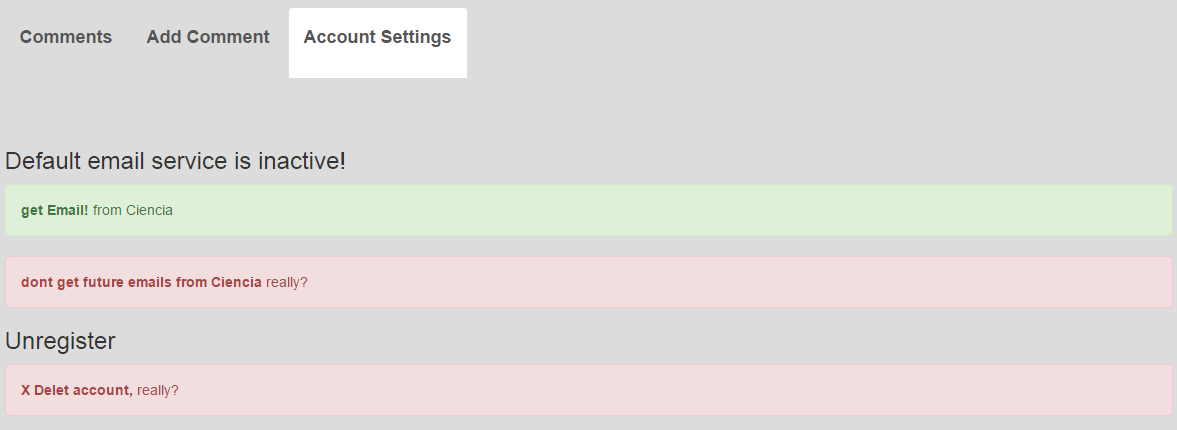 Comments Add Comment Account Settings
Default email service is inactive!
get Email! from Ciencia
dont get future emails from Ciencia really?
Unregister
X Delet account, really?